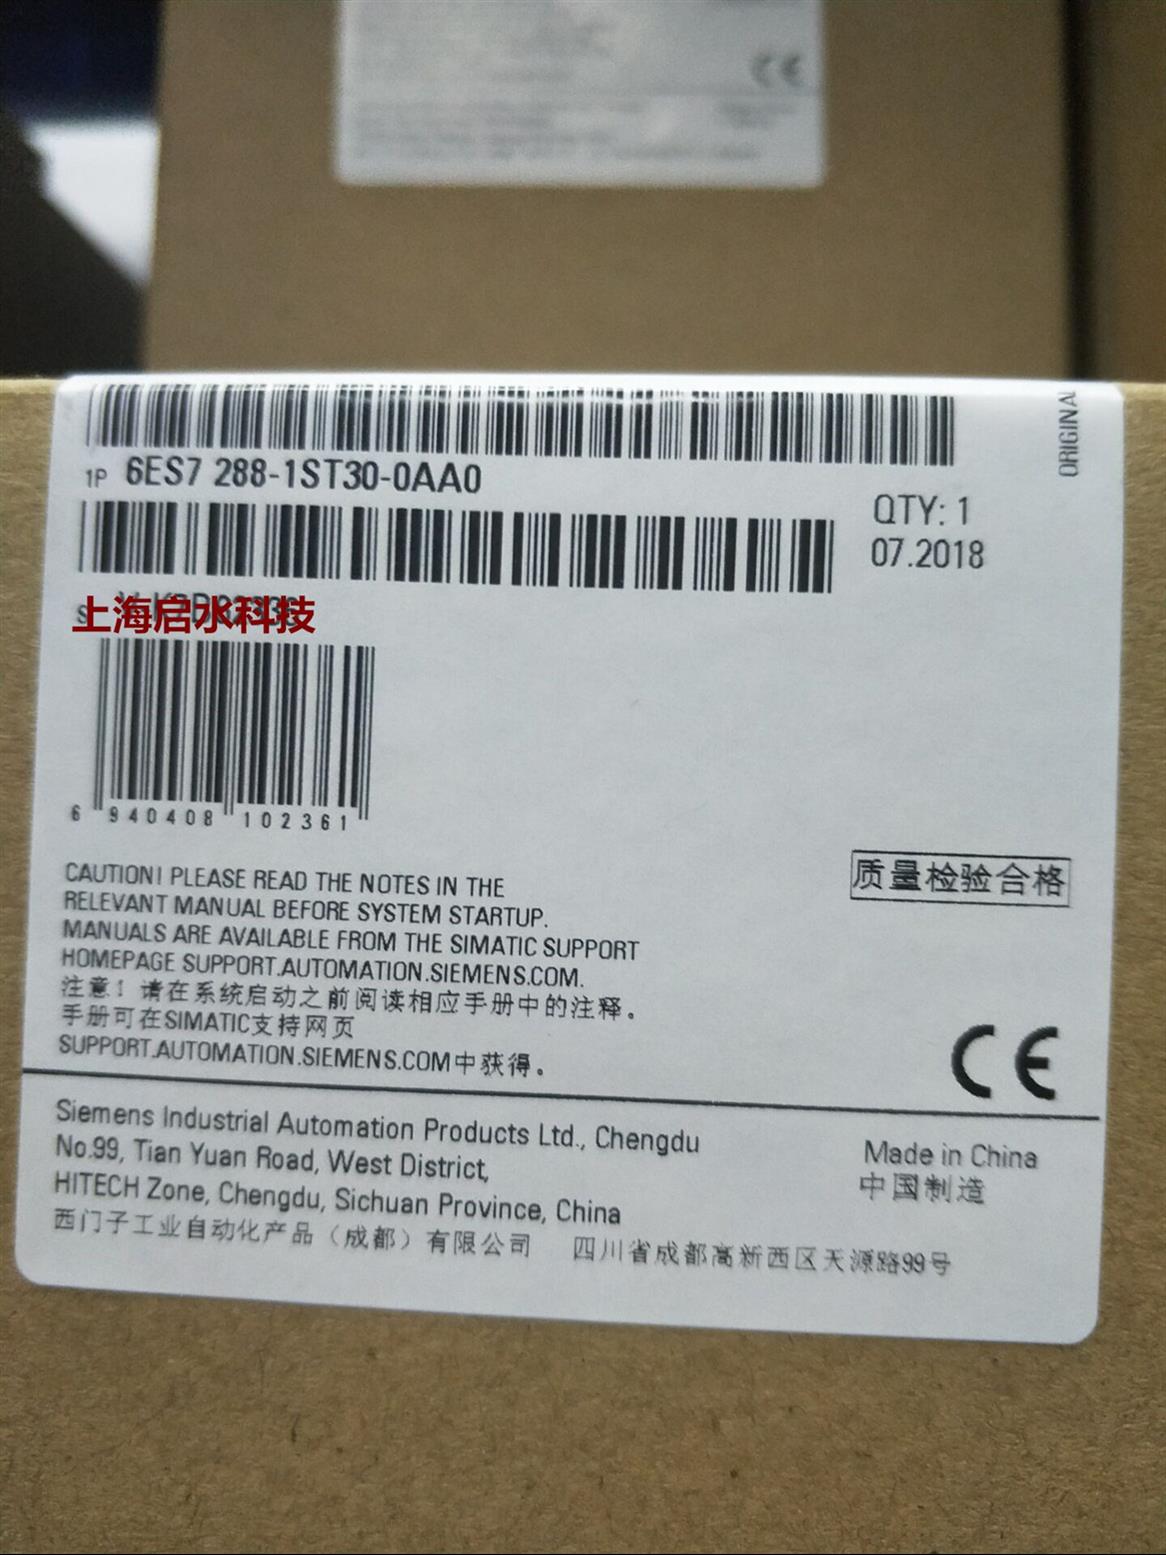 ORIGINAL
1P 6ES7 288-1ST30-0AA0
QTY: 1
07.2018
S
上海启水科技
6 940408 102361
CAUTION! PLEASE READ THE NOTES IN THE
RELEVANT MANUAL BEFORE SYSTEM STARTUP.
MANUALS ARE AVAILABLE FROM THE SIMATIC SUPPORT
HOMEPAGE SUPPORT.AUTOMATION.SIEMENS.COM.
注意！请在系统启动之前阅读相应手册中的注释。
手册可在SIMATIC支持网页
SUPPORT.AUTOMATION.SIEMENS.COM中获得。
质量检验合格
CE
Siemens Industrial Automation Products Ltd., Chengdu
No.99, Tian Yuan Road, West District,
HITECH Zone, Chengdu, Sichuan Province, China
西门子工业自动化产品（成都）有限公司 四川省成都高新西区天源路99号
Made in China
中国制造
CE